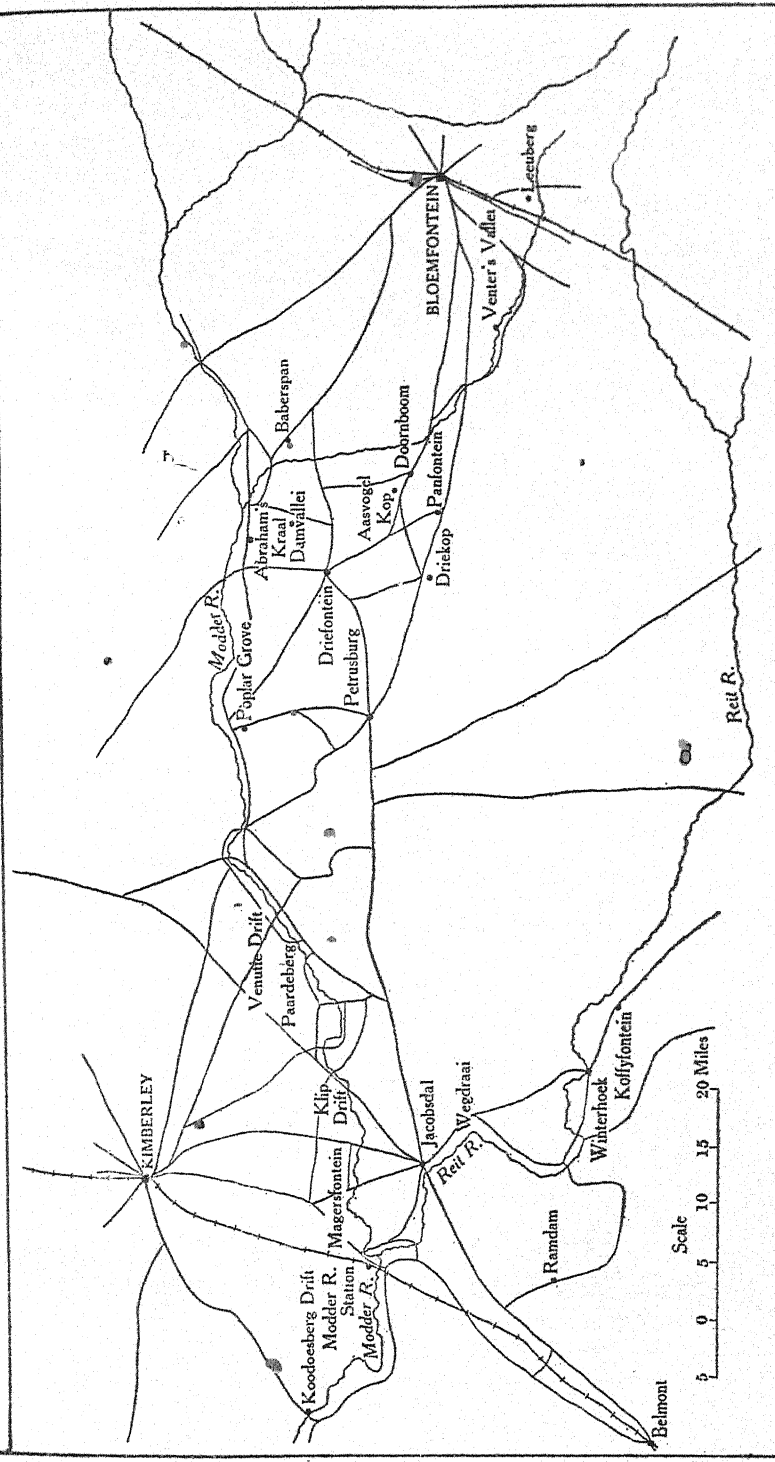 KIMBERLEY
Koodoesberg Drift
Modder R.
Station
Modder R.
Magersfontein
Klip
Drift
Paardeberg
Jacobsdal
Wegdraai
Reit R.
Ramdam
Winterhoek
Koffyfontein
Belmont
Scale
5 0 5 10 15 20 Miles
Modder R.
Poplar Grove
Abraham's
Kraal
Damvallei
Baberspan
Driefontein
Petrusburg
Aasvogel
Kop
Doornboom
Panfontein
Driekop
BLOEMFONTEIN
Venter's Vallei
Leeuberg
Reit R.